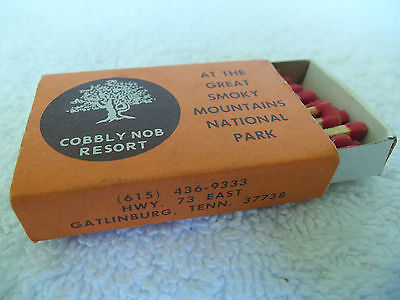 COBBLY NOB
RESORT
AT THE
GREAT
SMOKY
MOUNTAINS
NATIONAL
PARK
(615) 436-9333
HWY. 73 EAST
GATLINBURG, TENN. 37738